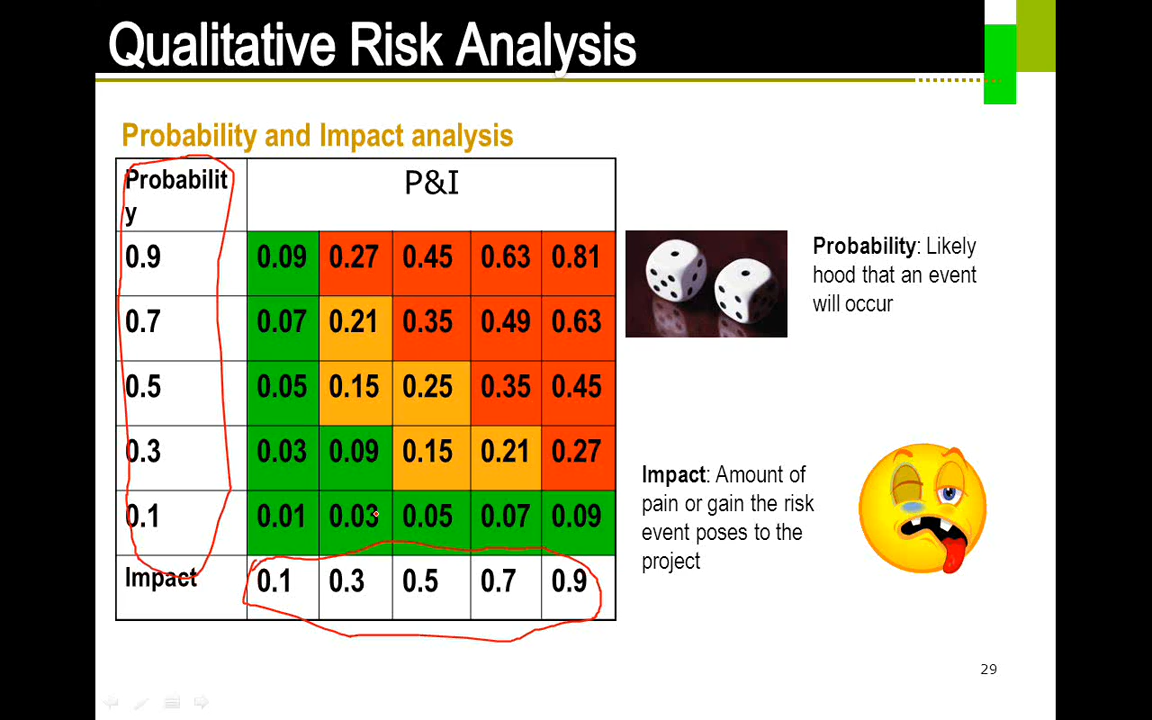 Qualitative Risk Analysis
Probability and Impact analysis
Probabilit
y
P&I
0.9 0.09 0.27 0.45 0.63 0.81
0.7 0.07 0.21 0.35 0.49 0.63
0.5 0.05 0.15 0.25 0.35 0.45
0.3 0.03 0.09 0.15 0.21 0.27
0.1 0.01 0.03 0.05 0.07 0.09
Impact 0.1 0.3 0.5 0.7 0.9
Probability: Likely
hood that an event
will occur
Impact: Amount of
pain or gain the risk
event poses to the
project
29